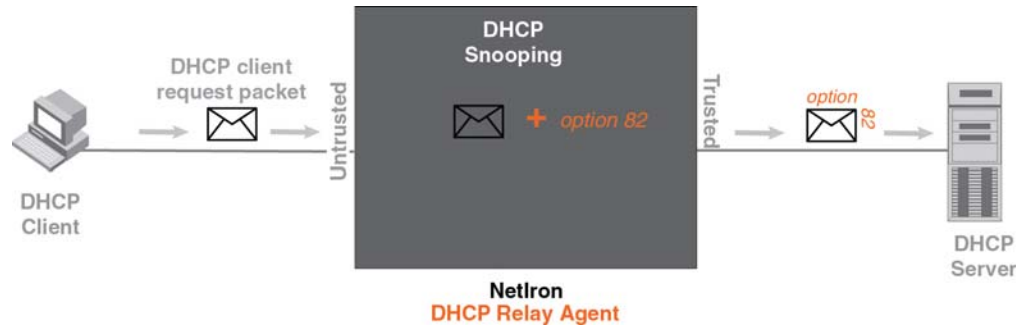 DHCP
Snooping
DHCP client
request packet
Untrusted
+ option 82
Trusted
option
82
DHCP
Client
DHCP
Server
NetIron
DHCP Relay Agent